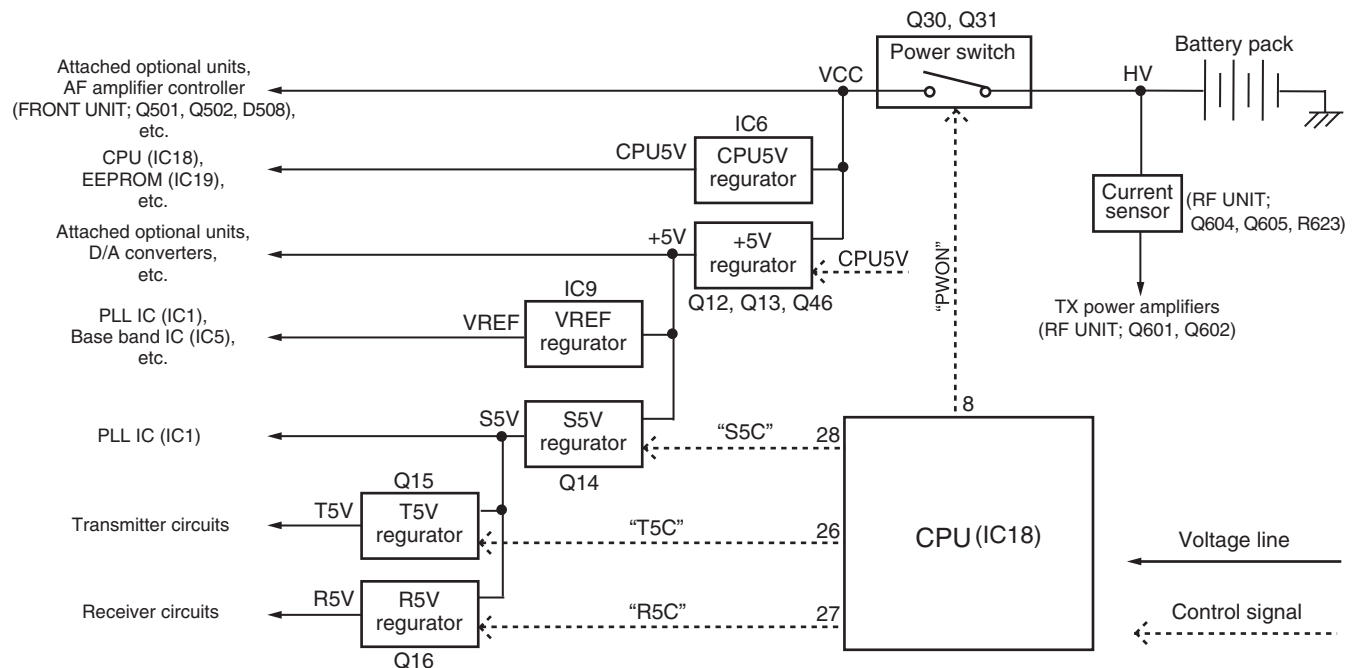 Q30, Q31
Power switch
Battery pack
VCC
HV
Attached optional units,
AF amplifier controller
(FRONT UNIT; Q501, Q502, D508),
etc.
IC6
CPU5V
CPU5V
regurator
CPU (IC18),
EEPROM (IC19),
etc.
Current
sensor
(RF UNIT;
Q604, Q605, R623)
Attached optional units,
D/A converters,
etc.
+5V
+5V
regurator
CPU5V
Q12, Q13, Q46
"PWON"
TX power amplifiers
(RF UNIT; Q601, Q602)
IC9
PLL IC (IC1),
Base band IC (IC5),
etc.
VREF
VREF
regurator
8
PLL IC (IC1)
S5V
S5V
regurator
“S5C”
28
Q14
Q15
Transmitter circuits
T5V
T5V
regurator
“T5C”
26
CPU (IC18)
Voltage line
Receiver circuits
R5V
R5V
regurator
“R5C”
27
Control signal
Q16